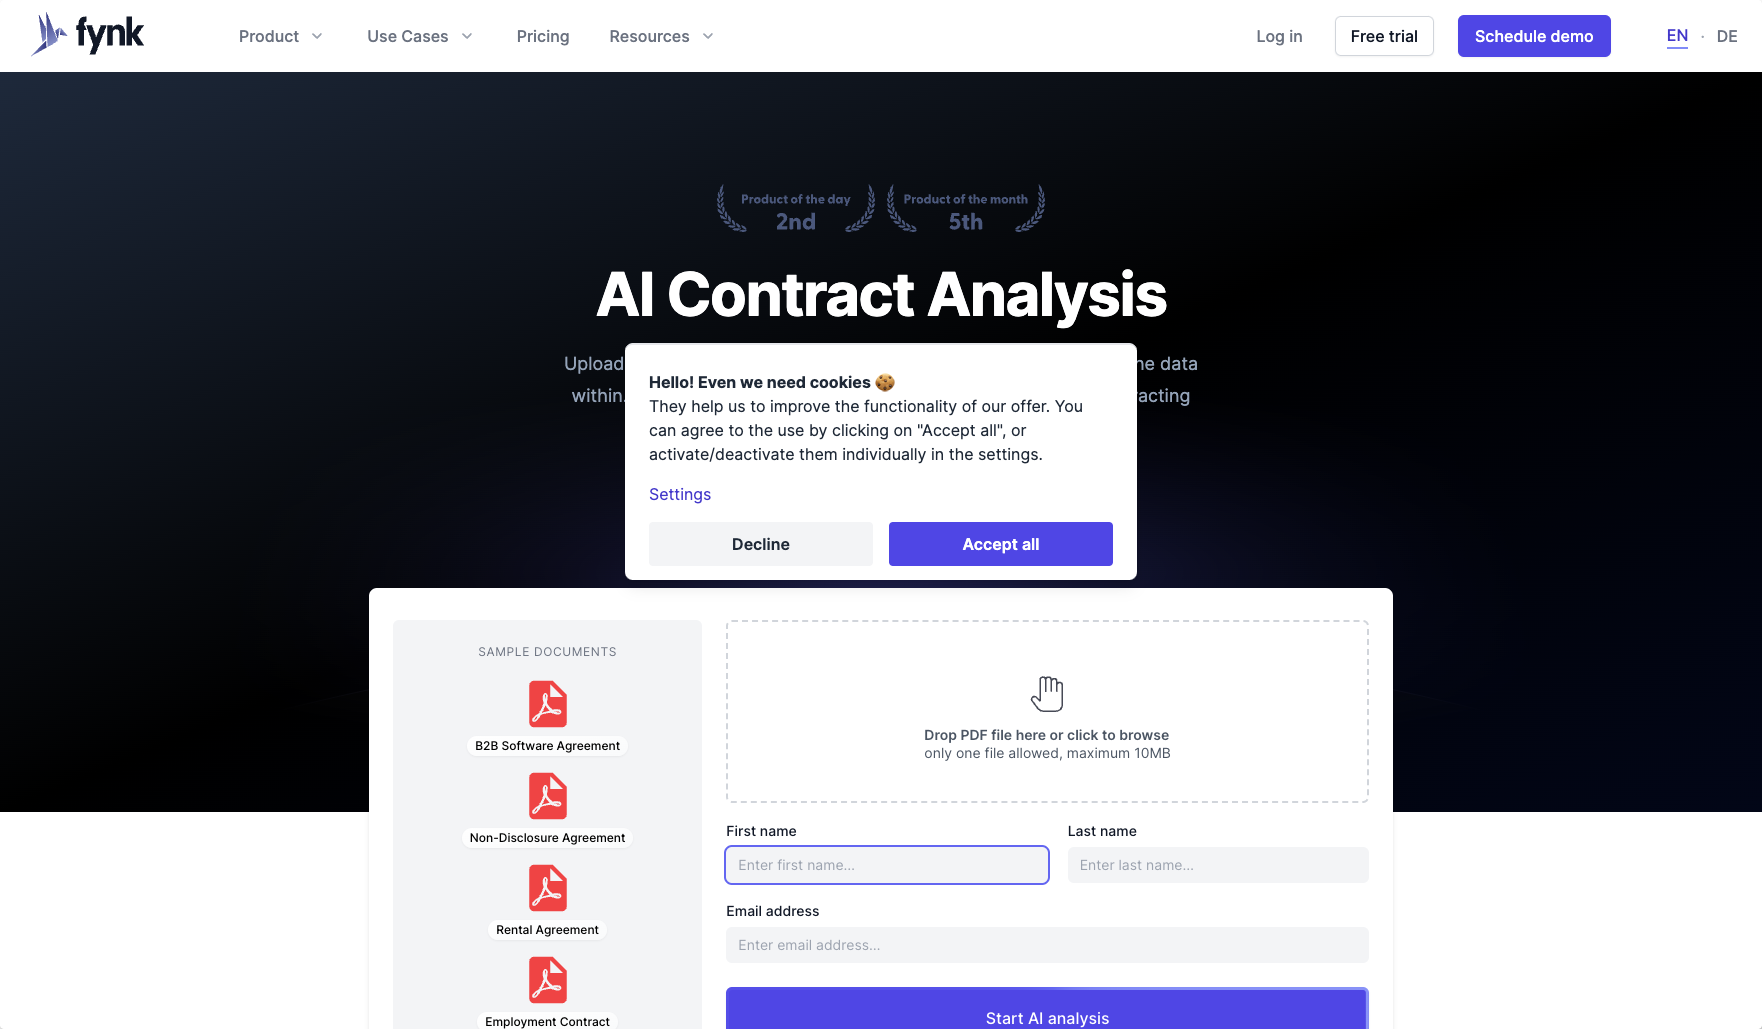 fynk
Product
Use Cases
Pricing
Resources
Log in
Free trial
Schedule demo
EN · DE
Product of the day
2nd
Product of the month
5th
AI Contract Analysis
Upload
he data
within.
racting
Hello! Even we need cookies 🍪
They help us to improve the functionality of our offer. You
can agree to the use by clicking on "Accept all", or
activate/deactivate them individually in the settings.
Settings
Decline
Accept all
SAMPLE DOCUMENTS
B2B Software Agreement
Non-Disclosure Agreement
Rental Agreement
Employment Contract
Drop PDF file here or click to browse
only one file allowed, maximum 10MB
First name
Last name
Enter first name...
Enter last name...
Email address
Enter email address...
Start AI analysis